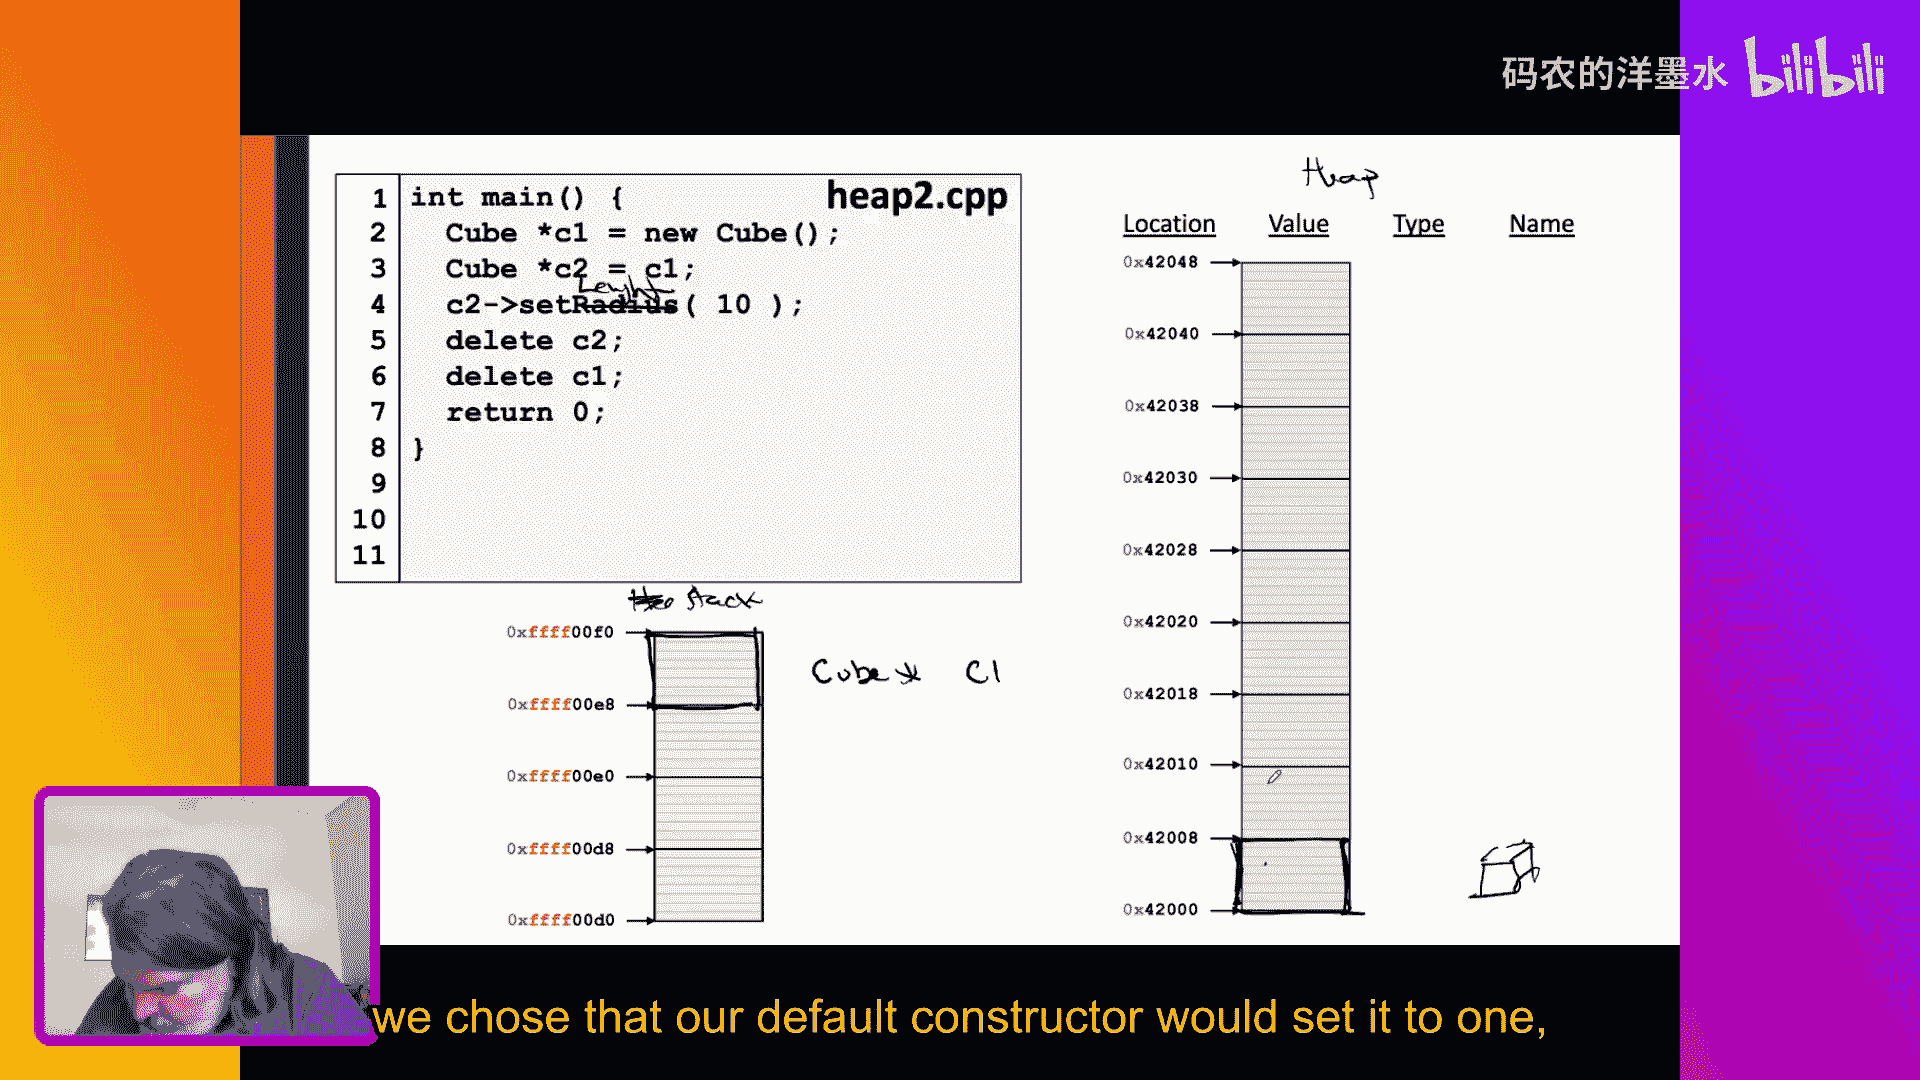 码农的洋墨水 bilibili
heap2.cpp
1 int main() {
2 Cube *c1 = new Cube();
3 Cube *c2 = c1;
Length
4 c2->setRadius( 10 );
5 delete c2;
6 delete c1;
7 return 0;
8 }
9
10
11
Stack
0xffff00f0
Cube* C1
0xffff00e8
0xffff00e0
0xffff00d8
0xffff00d0
Heap
Location Value Type Name
0x42048
0x42040
0x42038
0x42030
0x42028
0x42020
0x42018
0x42010
0x42008
0x42000
we chose that our default constructor would set it to one,